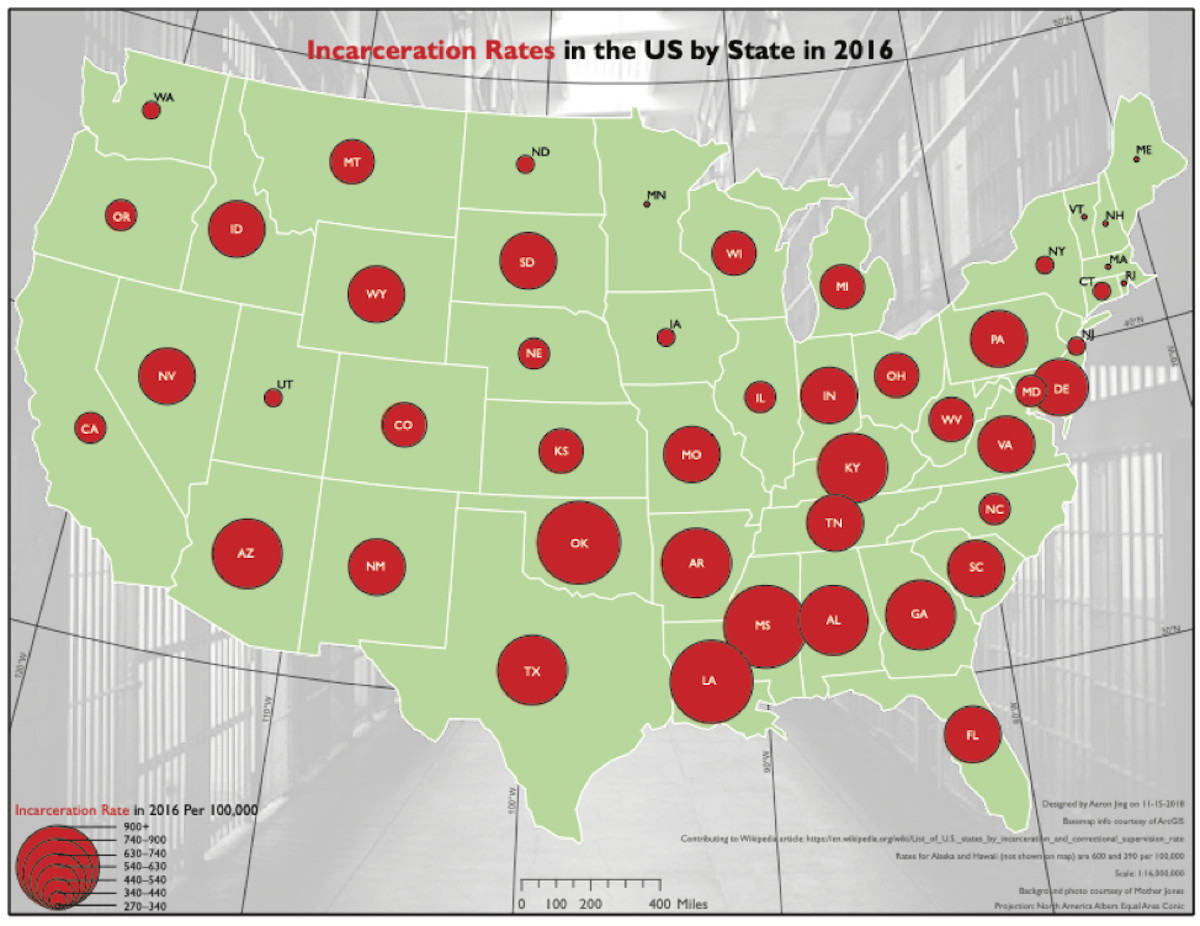 Incarceration Rates in the US by State in 2016
50°N
WA
MT
ND
MN
ME
OR
ID
SD
WI
MI
VT
NH
NY
MA
CT
RI
WY
IA
NE
PA
NJ
40°N
70°W
NV
UT
CO
CA
KS
MO
IL
IN
OH
MD
DE
WV
VA
KY
TN
NC
AZ
NM
OK
AR
SC
MS
AL
GA
TX
LA
FL
30°N
120°W
110°W
100°W
90°W
80°W
Incarceration Rate in 2016 Per 100,000
900+
740–900
630–740
540–630
440–540
340–440
270–340
0 100 200 400 Miles
Designed by Aaron Jing on 11-15-2018
Basemap info courtesy of ArcGIS
Contributing to Wikipedia article: https://en.wikipedia.org/wiki/List_of_U.S._states_by_incarceration_and_correctional_supervision_rate
Rates for Alaska and Hawaii (not shown on map) are 600 and 390 per 100,000
Scale: 1:16,000,000
Background photo courtesy of Mother Jones
Projection: North America Albers Equal Area Conic